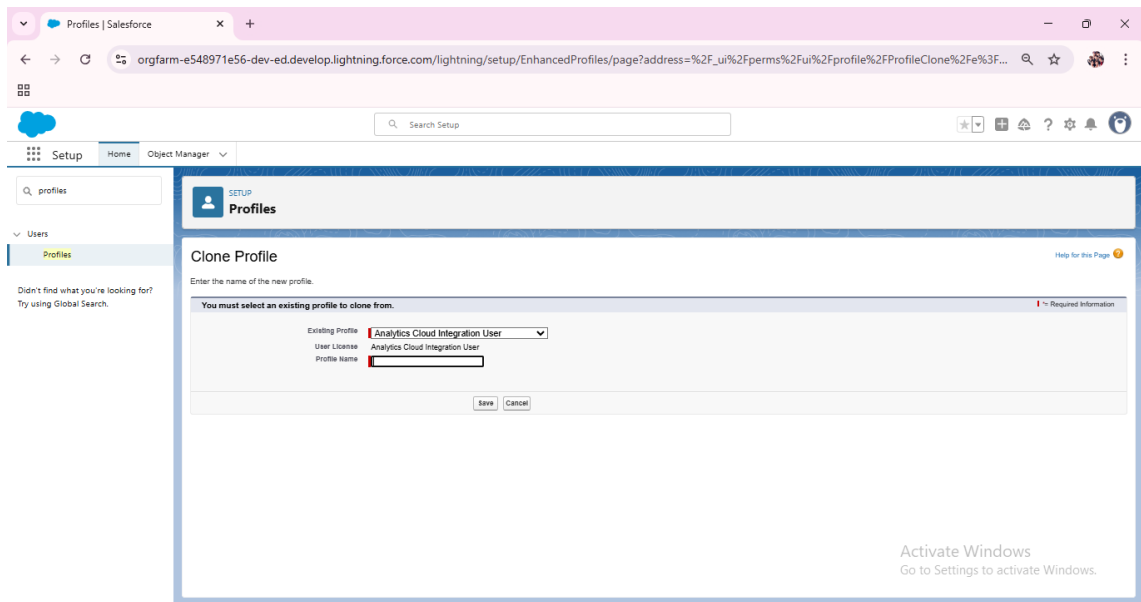 Profiles | Salesforce
orgfarm-e548971e56-dev-ed.develop.lightning.force.com/lightning/setup/EnhancedProfiles/page?address=%2F_ui%2Fperms%2Fui%2Fprofile%2FProfileClone%2Fe%3F...
Search Setup
Setup Home Object Manager
profiles
SETUP
Profiles
Users
Profiles
Didn't find what you're looking for?
Try using Global Search.
Clone Profile
Help for this Page
Enter the name of the new profile.
You must select an existing profile to clone from.
= Required Information
Existing Profile Analytics Cloud Integration User
User License Analytics Cloud Integration User
Profile Name
Save Cancel
Activate Windows
Go to Settings to activate Windows.